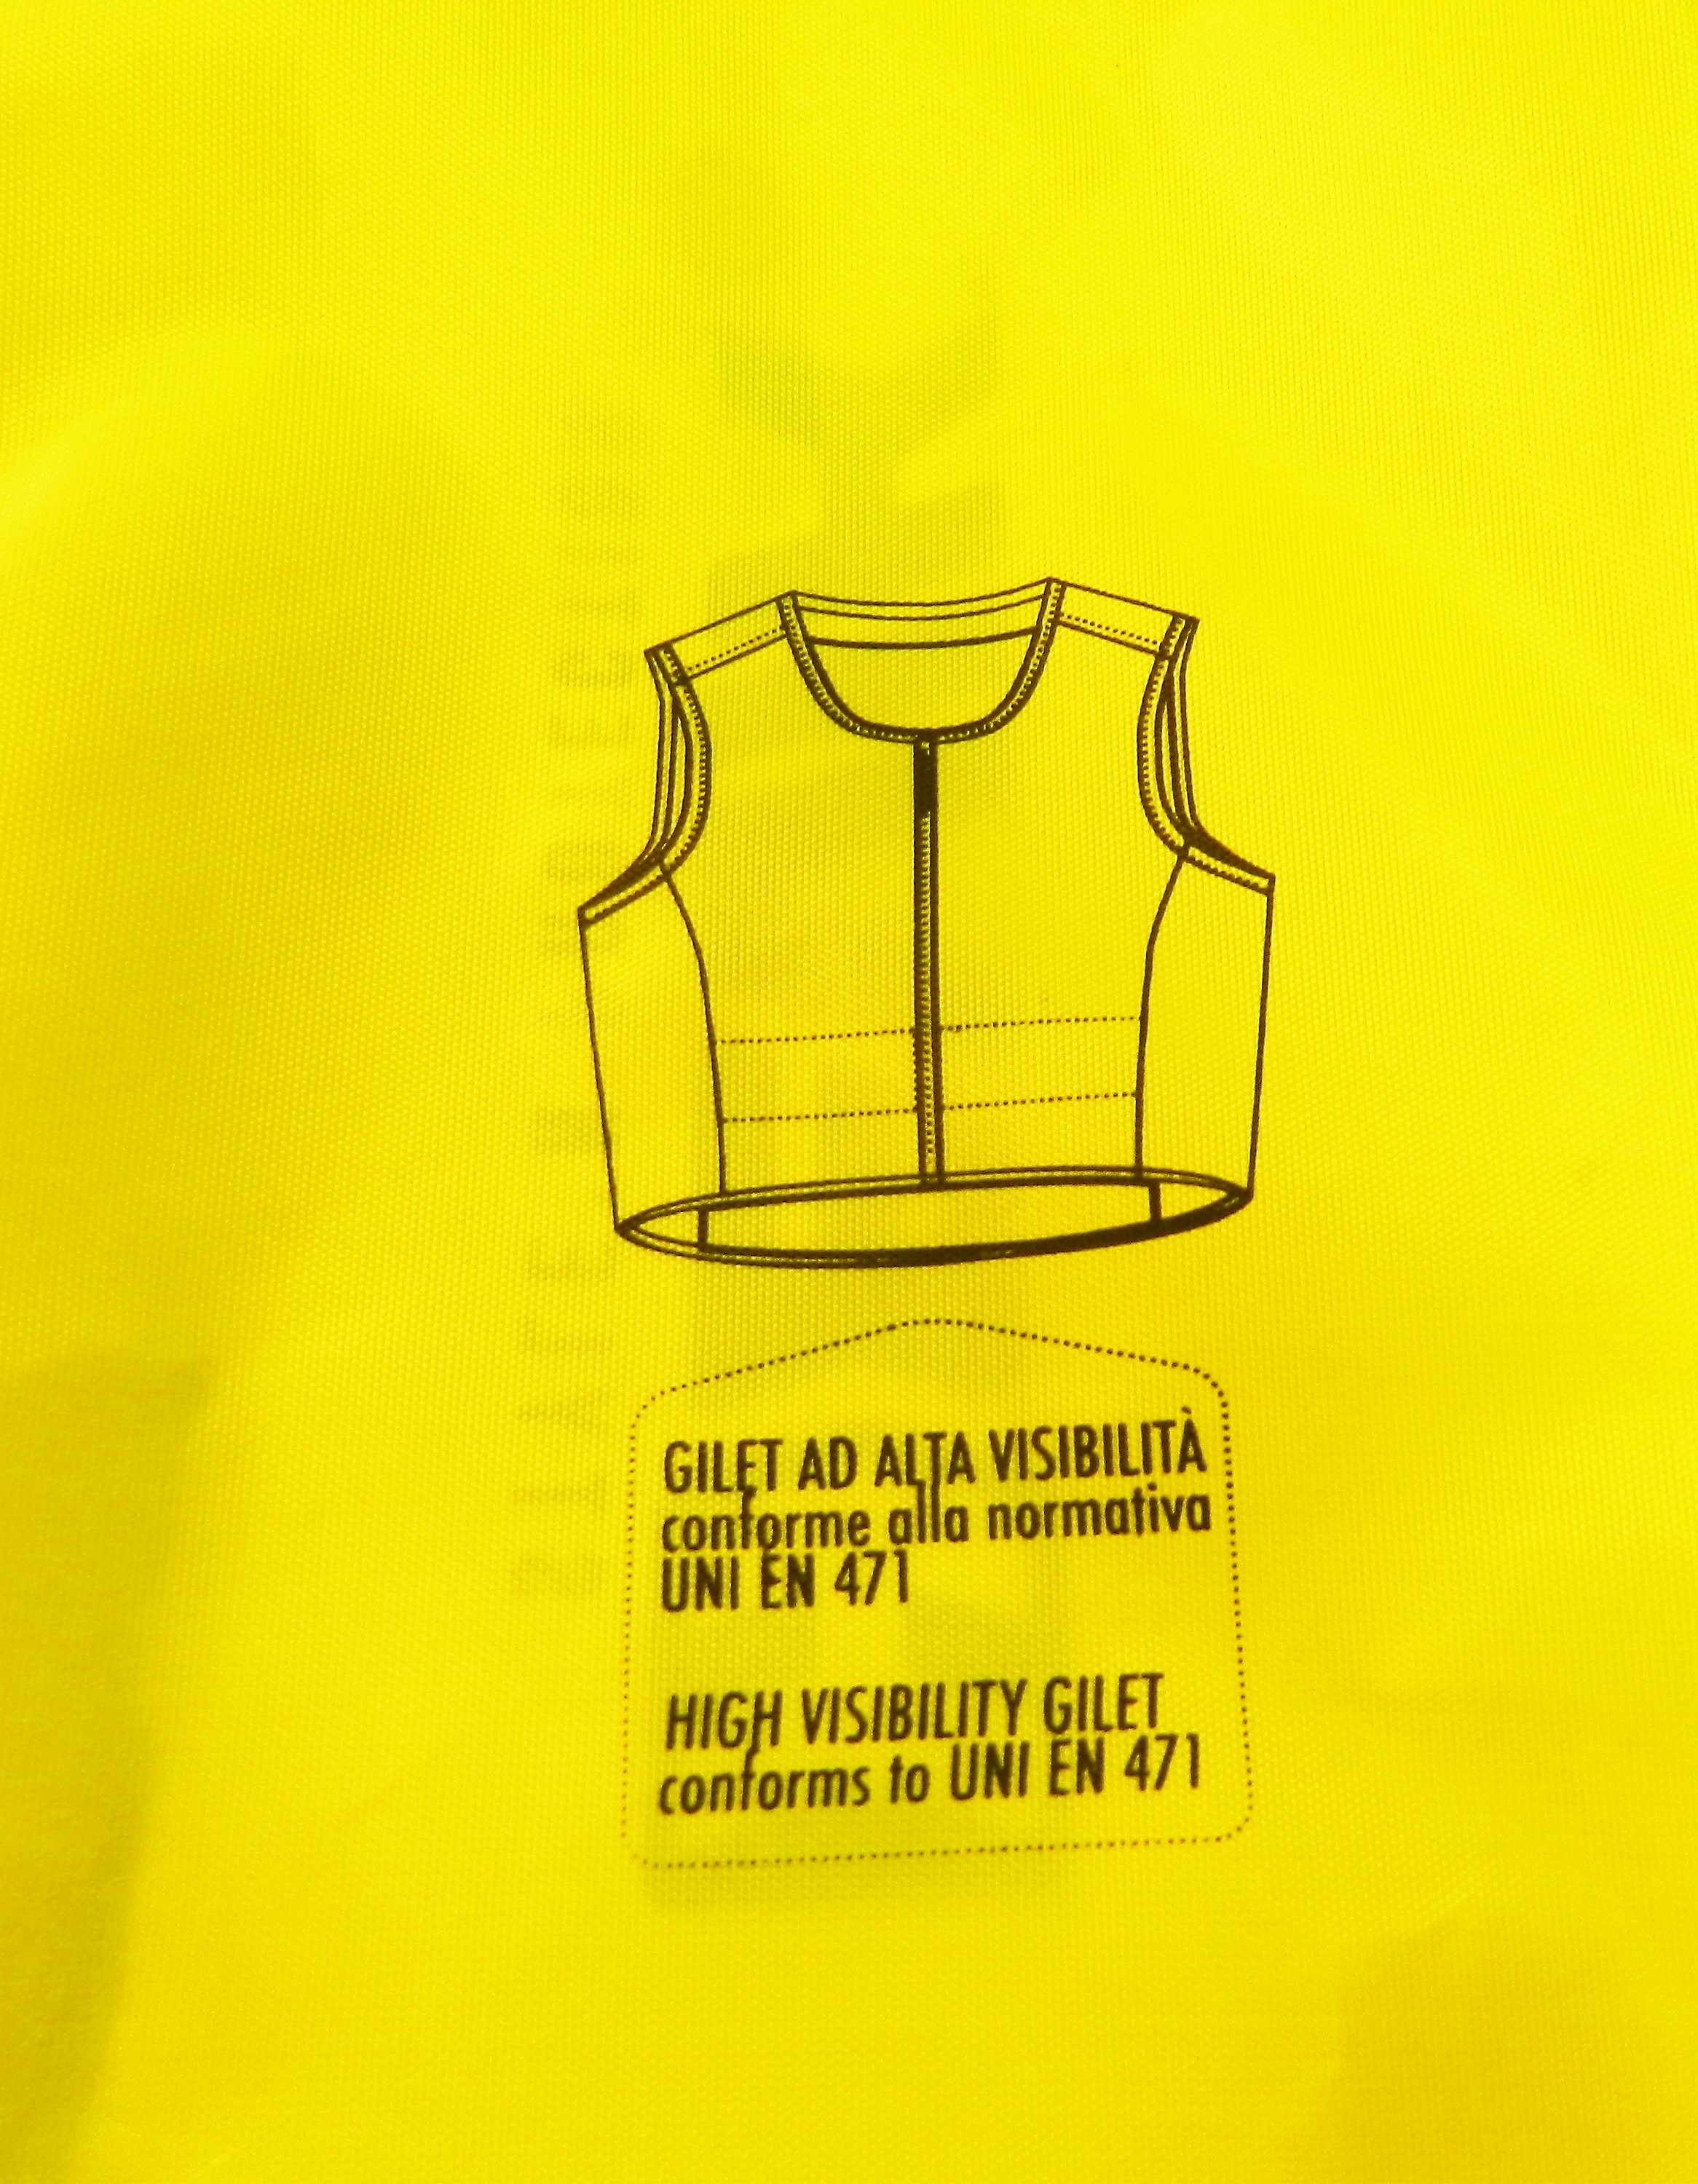 GILET AD ALTA VISIBILITÀ
conforme alla normativa
UNI EN 471
HIGH VISIBILITY GILET
conforms to UNI EN 471